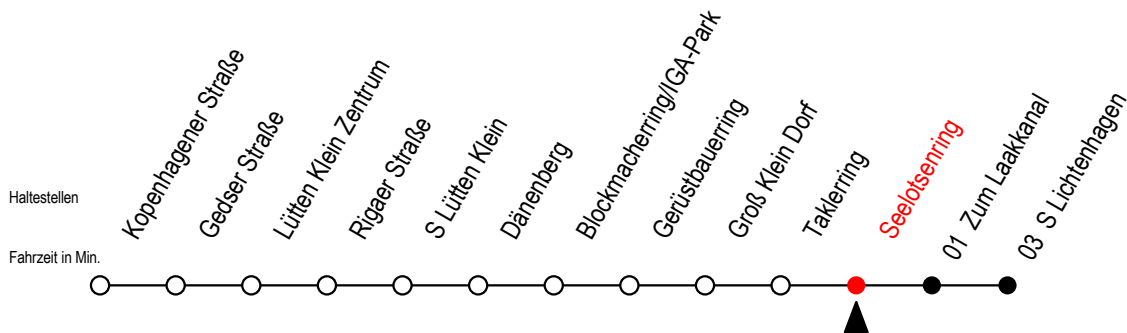 Kopenhagener Straße
Gedser Straße
Lütten Klein Zentrum
Rigaer Straße
S Lütten Klein
Dänenberg
Blockmacherring/IGA-Park
Gerüstbauerring
Groß Klein Dorf
Taklerring
Seelotsenring
01 Zum Laakkanal
03 S Lichtenhagen
Haltestellen
Fahrzeit in Min.